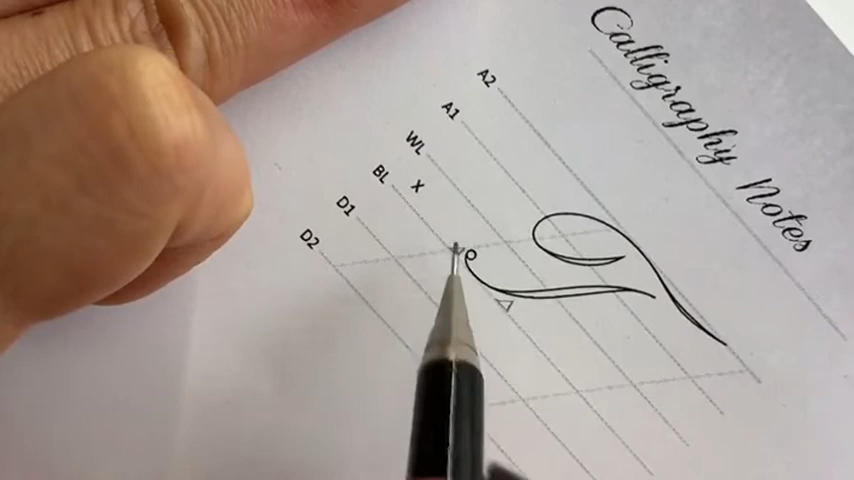 Calligraphy Notes
A2
A1
WL
X
BL
D1
D2
T